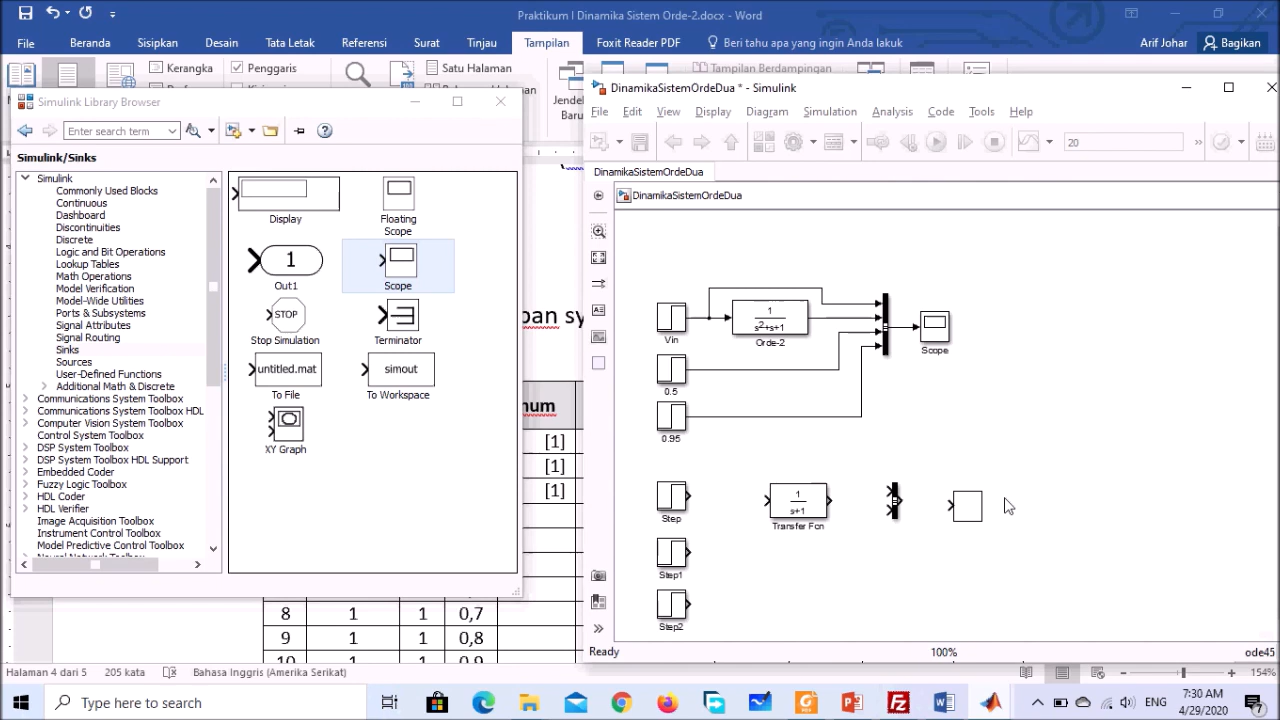 Praktikum I Dinamika Sistem Orde-2.docx - Word
File Beranda Sisipkan Desain Tata Letak Referensi Surat Tinjau Tampilan Foxit Reader PDF Beri tahu apa yang ingin Anda lakuk Arif Johar Bagikan
Kerangka Penggaris Satu Halaman Tampilan Berdampingan
Jendel
Baru
Simulink Library Browser
Enter search term
Simulink/Sinks
Simulink
Commonly Used Blocks
Continuous
Dashboard
Discontinuities
Discrete
Logic and Bit Operations
Lookup Tables
Math Operations
Model Verification
Model-Wide Utilities
Ports & Subsystems
Signal Attributes
Signal Routing
Sinks
Sources
User-Defined Functions
Additional Math & Discrete
Communications System Toolbox
Communications System Toolbox HDL
Computer Vision System Toolbox
Control System Toolbox
DSP System Toolbox
DSP System Toolbox HDL Support
Embedded Coder
Fuzzy Logic Toolbox
HDL Coder
HDL Verifier
Image Acquisition Toolbox
Instrument Control Toolbox
Model Predictive Control Toolbox
Display
Floating
Scope
1
Out1
Scope
STOP
Stop Simulation
Terminator
untitled.mat
To File
simout
To Workspace
XY Graph
pan sy
num
[1]
[1]
[1]
8 1 1 0,7
9 1 1 0,8
10 1 1 0,9
DinamikaSistemOrdeDua * - Simulink
File Edit View Display Diagram Simulation Analysis Code Tools Help
20
DinamikaSistemOrdeDua
DinamikaSistemOrdeDua
Vin
1
s²+s+1
Orde-2
Scope
0.5
0.95
Step
1
s+1
Transfer Fcn
Step1
Step2
Ready 100% ode45
Halaman 4 dari 5 205 kata Bahasa Inggris (Amerika Serikat) 154%
Type here to search
ENG
7:30 AM
4/29/2020